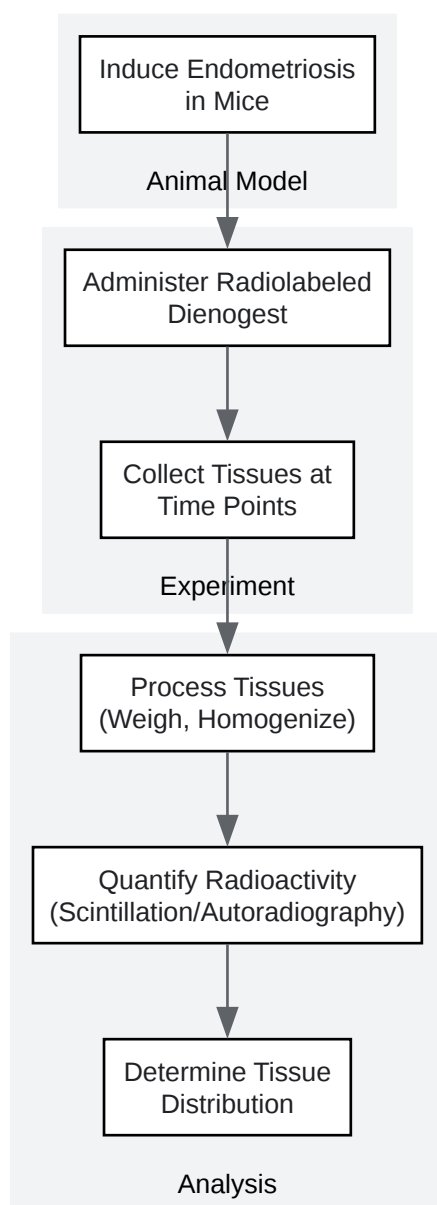 Induce Endometriosis
in Mice
Animal Model
Administer Radiolabeled
Dienogest
Collect Tissues at
Time Points
Experiment
Process Tissues
(Weigh, Homogenize)
Quantify Radioactivity
(Scintillation/Autoradiography)
Determine Tissue
Distribution
Analysis